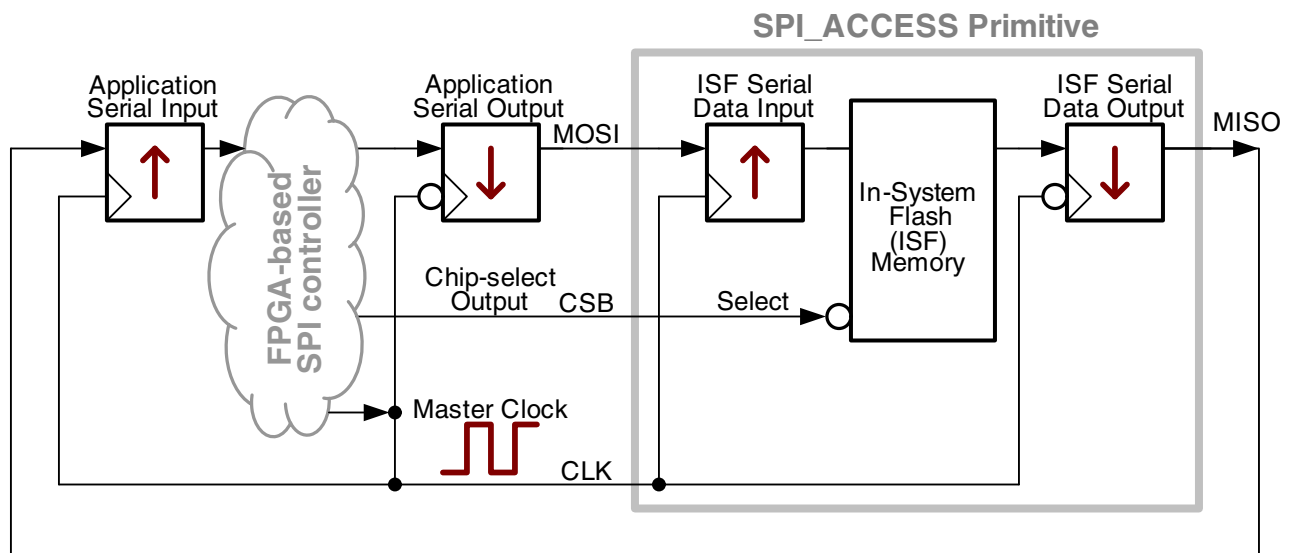 SPI_ACCESS Primitive
Application
Serial Input
Application
Serial Output
ISF Serial
Data Input
ISF Serial
Data Output
MOSI
MISO
FPGA-based
SPI controller
In-System
Flash
(ISF)
Memory
Chip-select
Output
CSB
Select
Master Clock
CLK